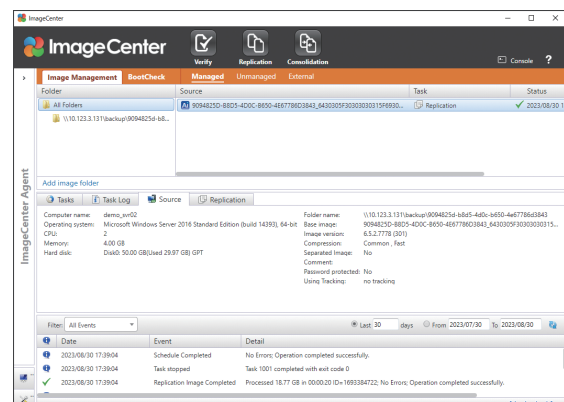 ImageCenter
ImageCenter
Verify
Replication
Consolidation
Console ?
Image Management BootCheck Managed Unmanaged External
Folder Source Task Status
All Folders 9094825D-B8D5-4D0C-B650-4E67786D3843_6430305F30303030315F6930... Replication 2023/08/30 1
\\10.123.3.131\backup\9094825d-b8...
Add image folder
ImageCenter Agent
Tasks Task Log Source Replication
Computer name: demo_svr02
Operating system: Microsoft Windows Server 2016 Standard Edition (build 14393), 64-bit
CPU: 2
Memory: 4.00 GB
Hard disk: Disk0: 50.00 GB(Used 29.97 GB) GPT
Folder name: \\10.123.3.131\backup\9094825d-b8d5-4d0c-b650-4e67786d3843
Base image: 9094825D-B8D5-4D0C-B650-4E67786D3843_6430305F30303030315...
Image version: 6.5.2.7778 (301)
Compression: Common , Fast
Separated Image: No
Comment:
Password protected: No
Using Tracking: no tracking
Filter: All Events Last 30 days From 2023/07/30 To 2023/08/30
Date Event Detail
2023/08/30 17:39:04 Schedule Completed No Errors; Operation completed successfully.
2023/08/30 17:39:04 Task stopped Task 1001 completed with exit code 0
2023/08/30 17:39:04 Replication Image Completed Processed 18.77 GB in 00:00:20 ID=1693384722; No Errors; Operation completed successfully.